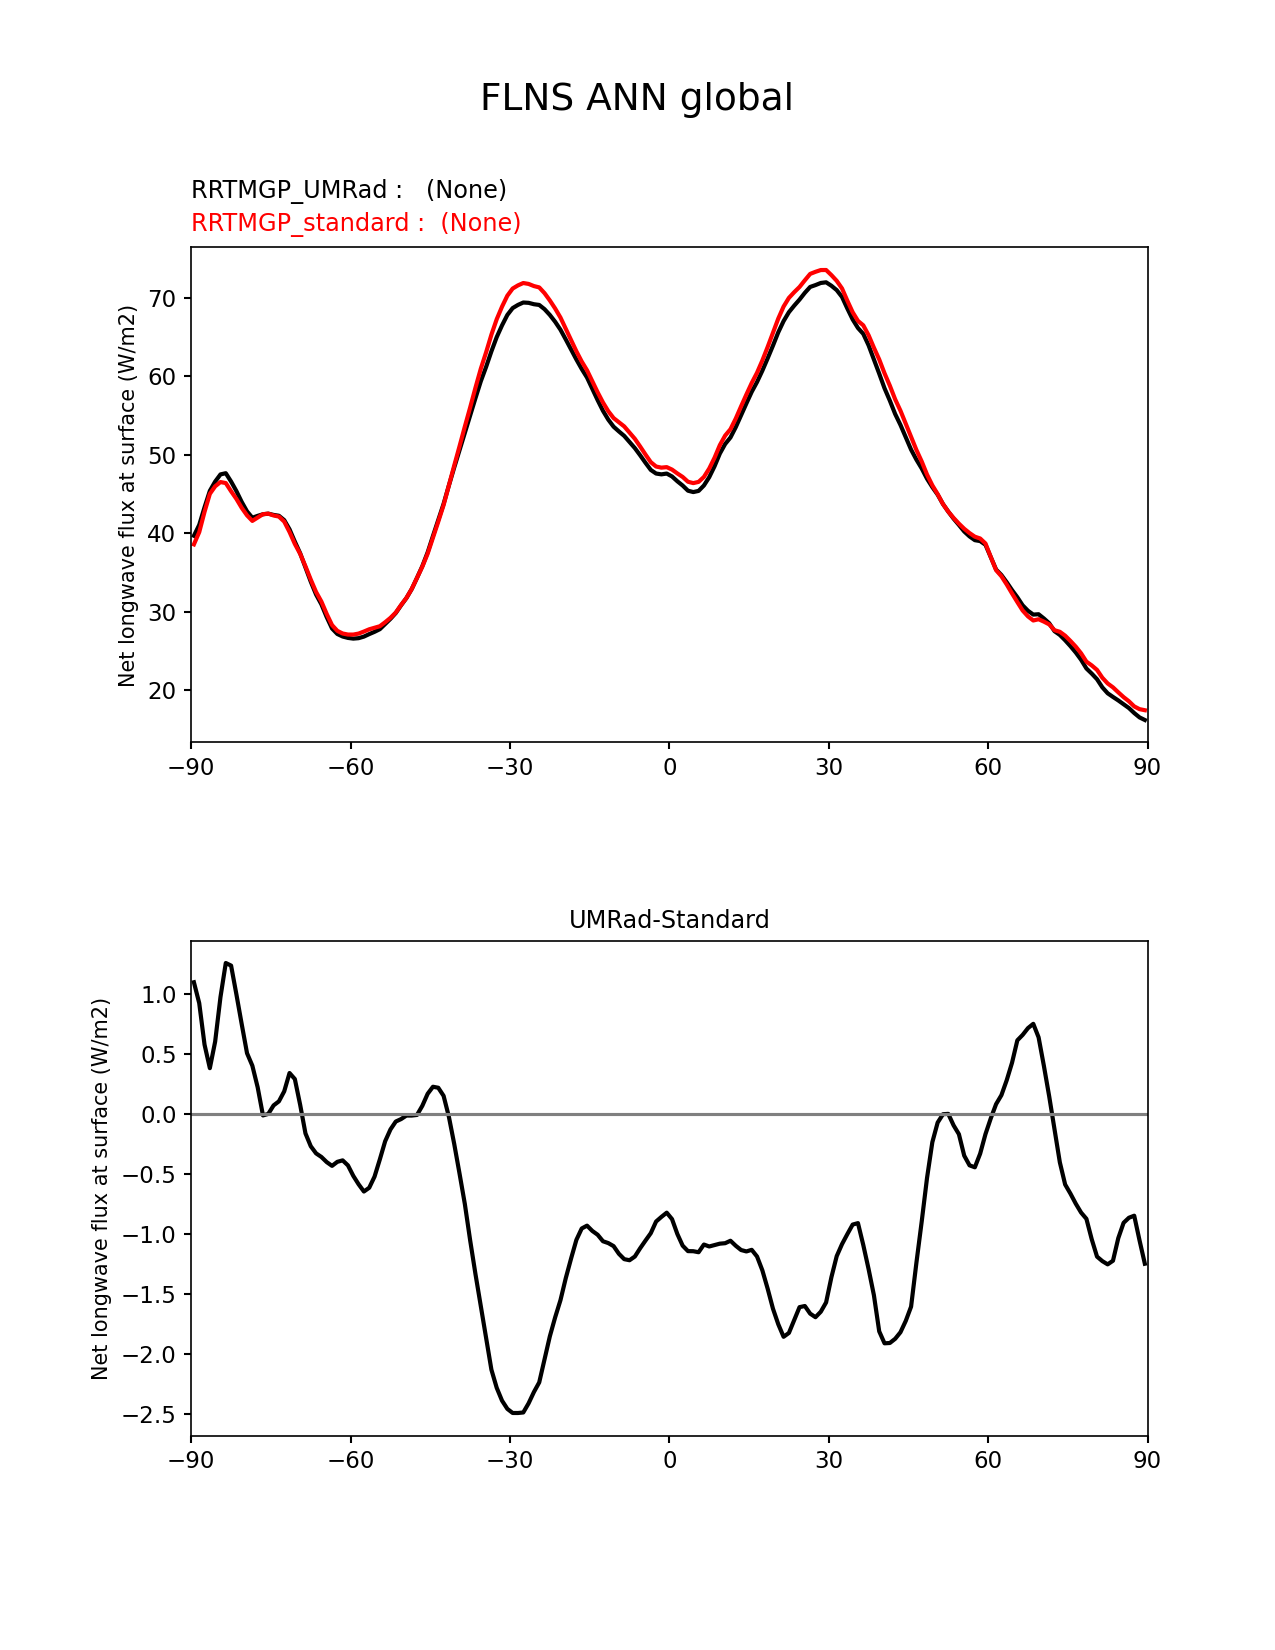 FLNS ANN global
RRTMGP_UMRad :   (None)
RRTMGP_standard :  (None)
Net longwave flux at surface (W/m2)
70
60
50
40
30
20
−90 −60 −30 0 30 60 90
UMRad-Standard
Net longwave flux at surface (W/m2)
1.0
0.5
0.0
−0.5
−1.0
−1.5
−2.0
−2.5
−90 −60 −30 0 30 60 90